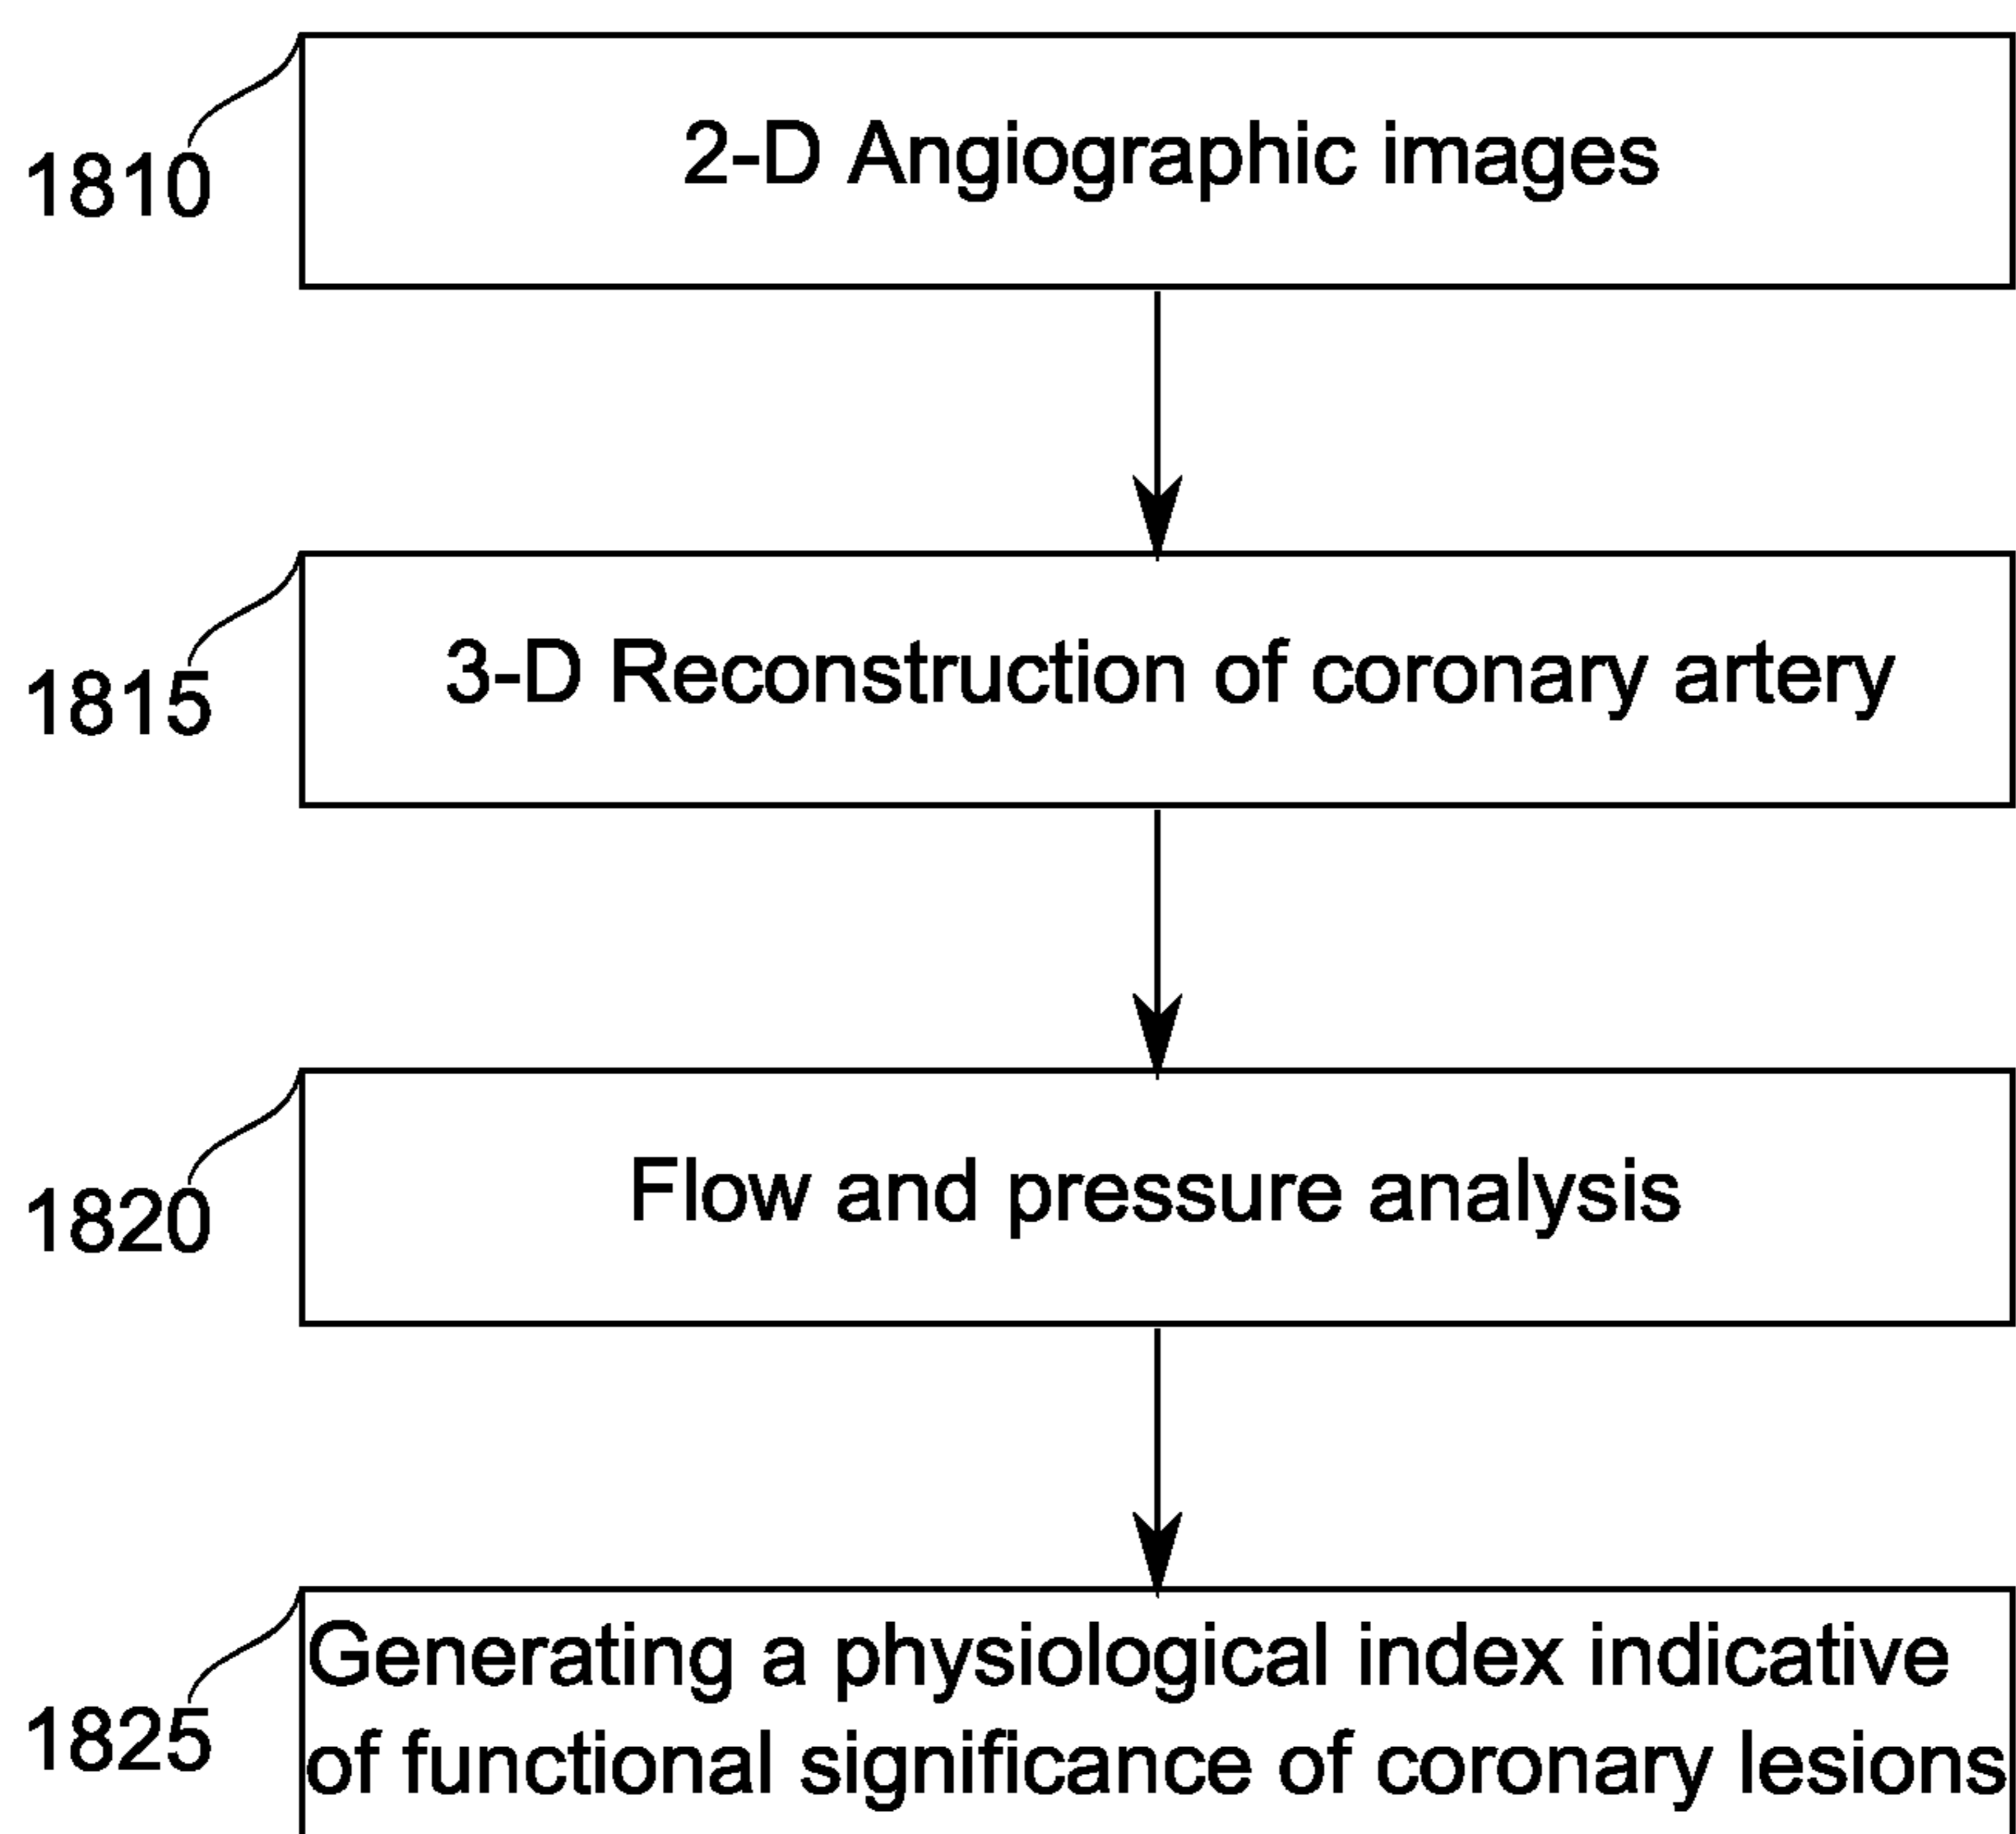 1810
2-D Angiographic images
1815
3-D Reconstruction of coronary artery
1820
Flow and pressure analysis
1825
Generating a physiological index indicative
of functional significance of coronary lesions